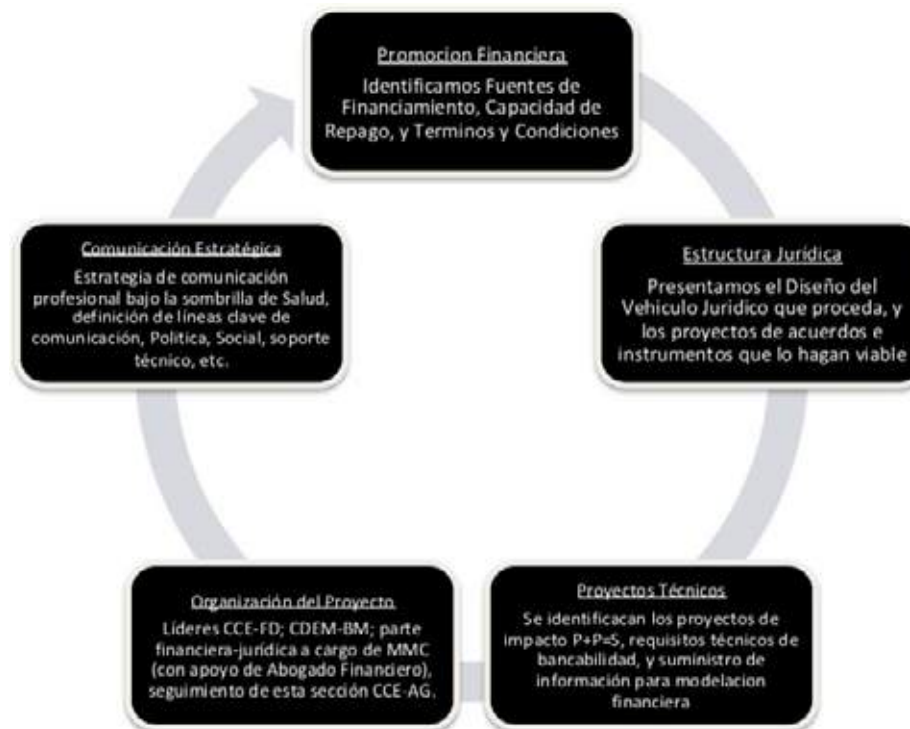 Promocion Financiera
Identificamos Fuentes de
Financiamiento, Capacidad de
Repago, y Terminos y Condiciones
Estructura Jurídica
Presentamos el Diseño del
Vehiculo Juridico que proceda, y
los proyectos de acuerdos e
instrumentos que lo hagan viable
Proyectos Técnicos
Se identificacan los proyectos de
impacto P+P=S, requisitos técnicos de
bancabilidad, y suministro de
información para modelacion
financiera
Organización del Proyecto
Líderes CCE-FD; CDEM-BM; parte
financiera-jurídica a cargo de MMC
(con apoyo de Abogado Financiero),
seguimiento de esta sección CCE-AG.
Comunicación Estratégica
Estrategia de comunicación
profesional bajo la sombrilla de Salud,
definición de líneas clave de
comunicación, Politica, Social, soporte
técnico, etc.